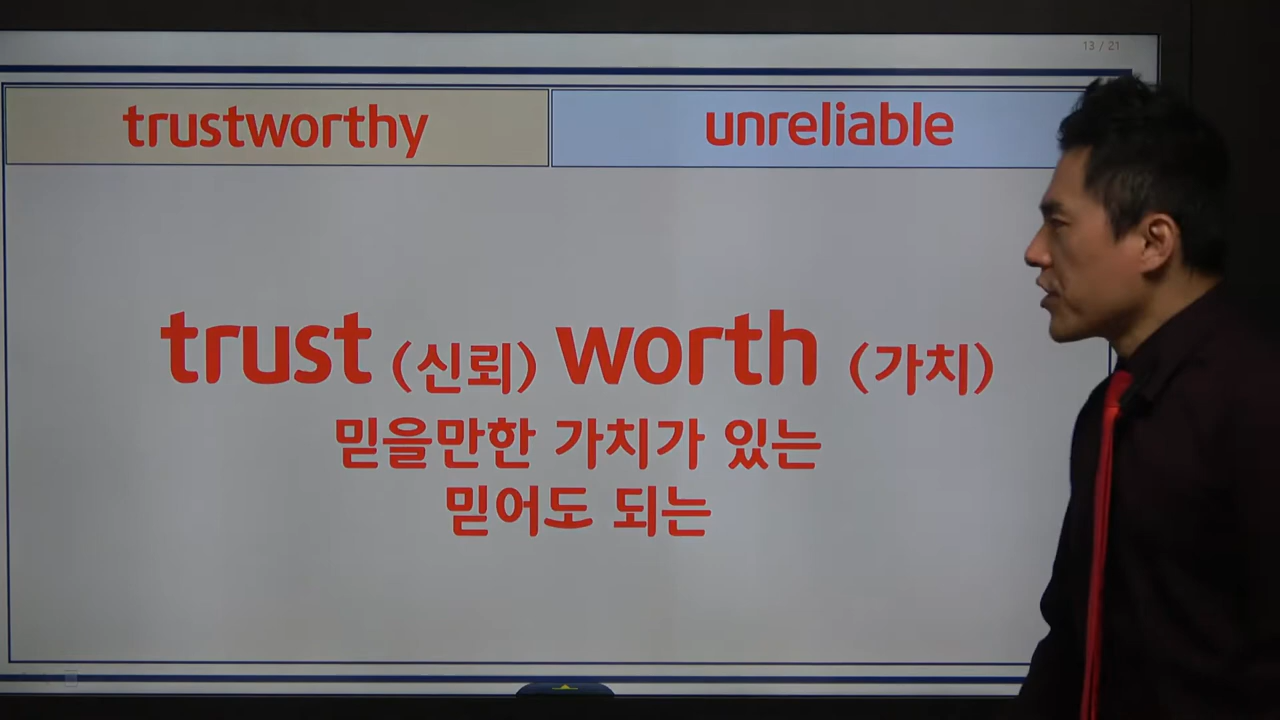 13 / 21
trustworthy
unreliable
trust (신뢰) worth (가치)
믿을만한 가치가 있는
믿어도 되는